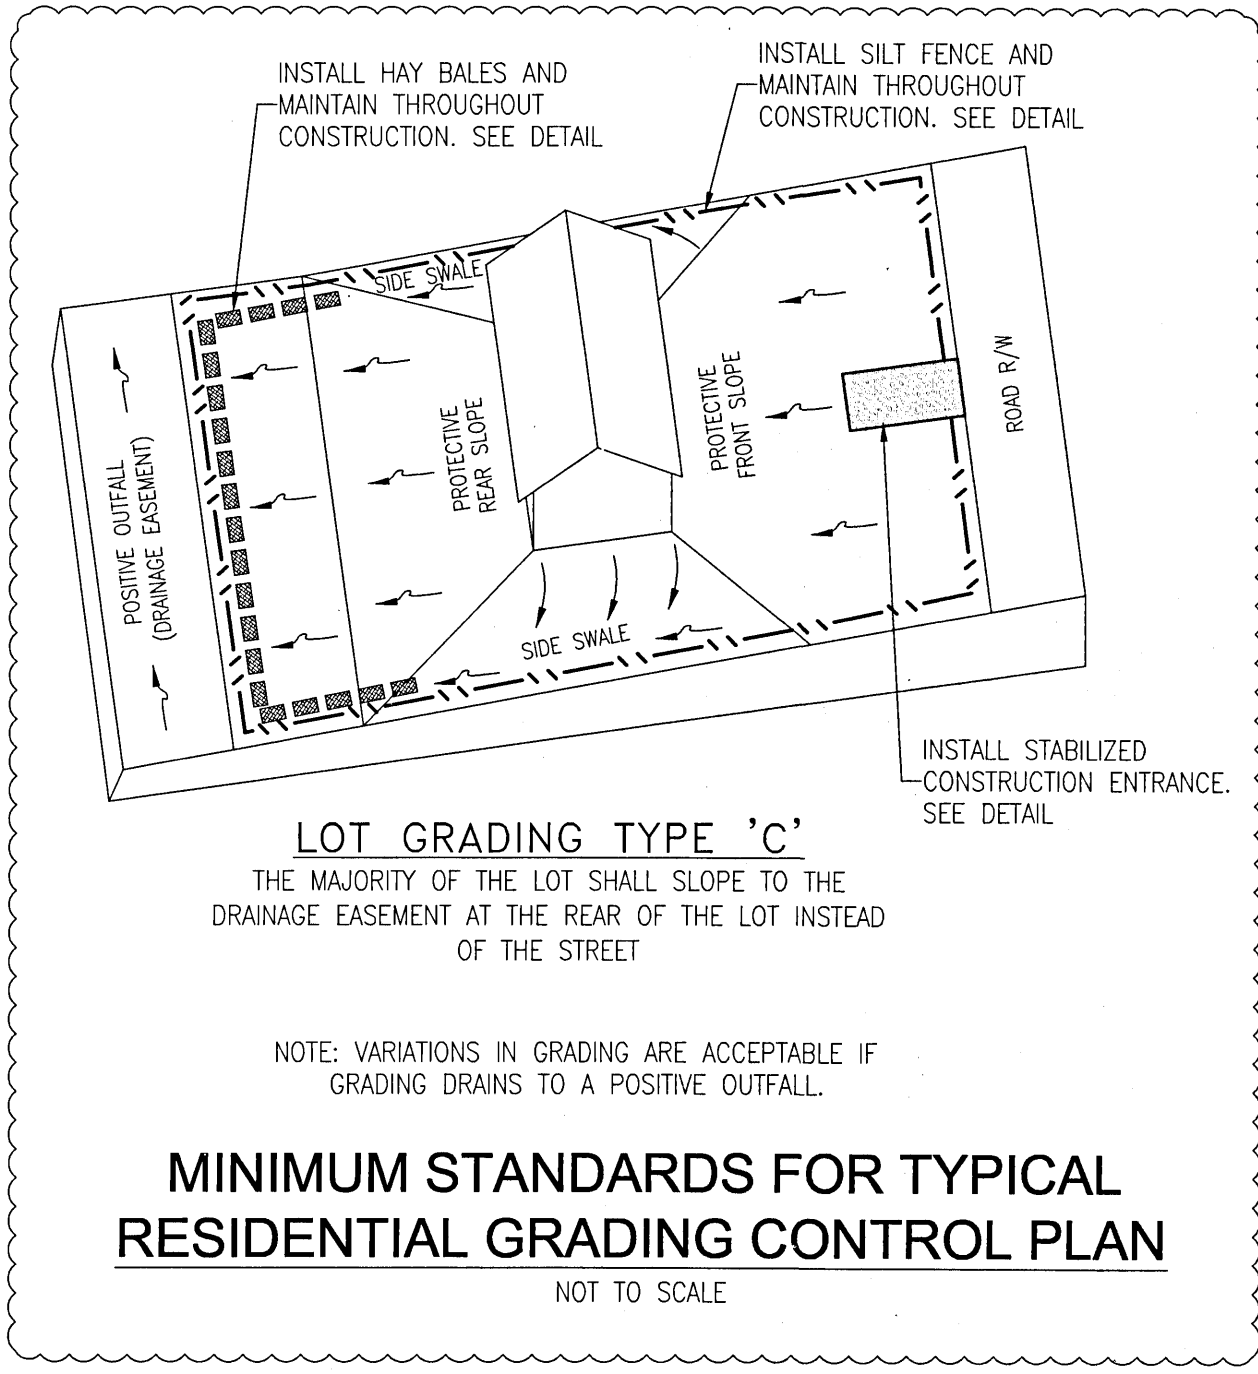 INSTALL HAY BALES AND
MAINTAIN THROUGHOUT
CONSTRUCTION. SEE DETAIL
INSTALL SILT FENCE AND
MAINTAIN THROUGHOUT
CONSTRUCTION. SEE DETAIL
SIDE SWALE
POSITIVE OUTFALL
(DRAINAGE EASEMENT)
PROTECTIVE
REAR SLOPE
PROTECTIVE
FRONT SLOPE
ROAD R/W
SIDE SWALE
INSTALL STABILIZED
CONSTRUCTION ENTRANCE.
SEE DETAIL
LOT GRADING TYPE 'C'
THE MAJORITY OF THE LOT SHALL SLOPE TO THE
DRAINAGE EASEMENT AT THE REAR OF THE LOT INSTEAD
OF THE STREET
NOTE: VARIATIONS IN GRADING ARE ACCEPTABLE IF
GRADING DRAINS TO A POSITIVE OUTFALL.
MINIMUM STANDARDS FOR TYPICAL
RESIDENTIAL GRADING CONTROL PLAN
NOT TO SCALE